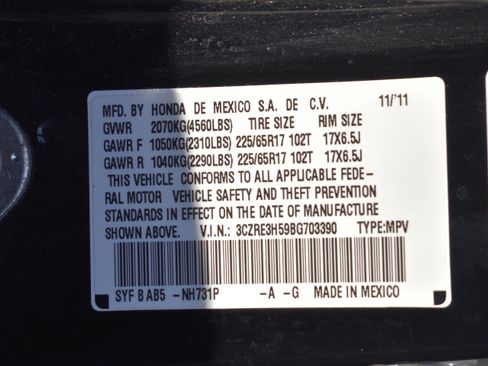 MFD. BY HONDA DE MEXICO S.A. DE C.V. 11/'11
GVWR 2070KG(4560LBS) TIRE SIZE RIM SIZE
GAWR F 1050KG(2310LBS) 225/65R17 102T 17X6.5J
GAWR R 1040KG(2290LBS) 225/65R17 102T 17X6.5J
THIS VEHICLE CONFORMS TO ALL APPLICABLE FEDE-
RAL MOTOR VEHICLE SAFETY AND THEFT PREVENTION
STANDARDS IN EFFECT ON THE DATE OF MANUFACTURE
SHOWN ABOVE. V.I.N.: 3CZRE3H59BG703390 TYPE:MPV
SYF B AB5 -NH731P -A -G MADE IN MEXICO